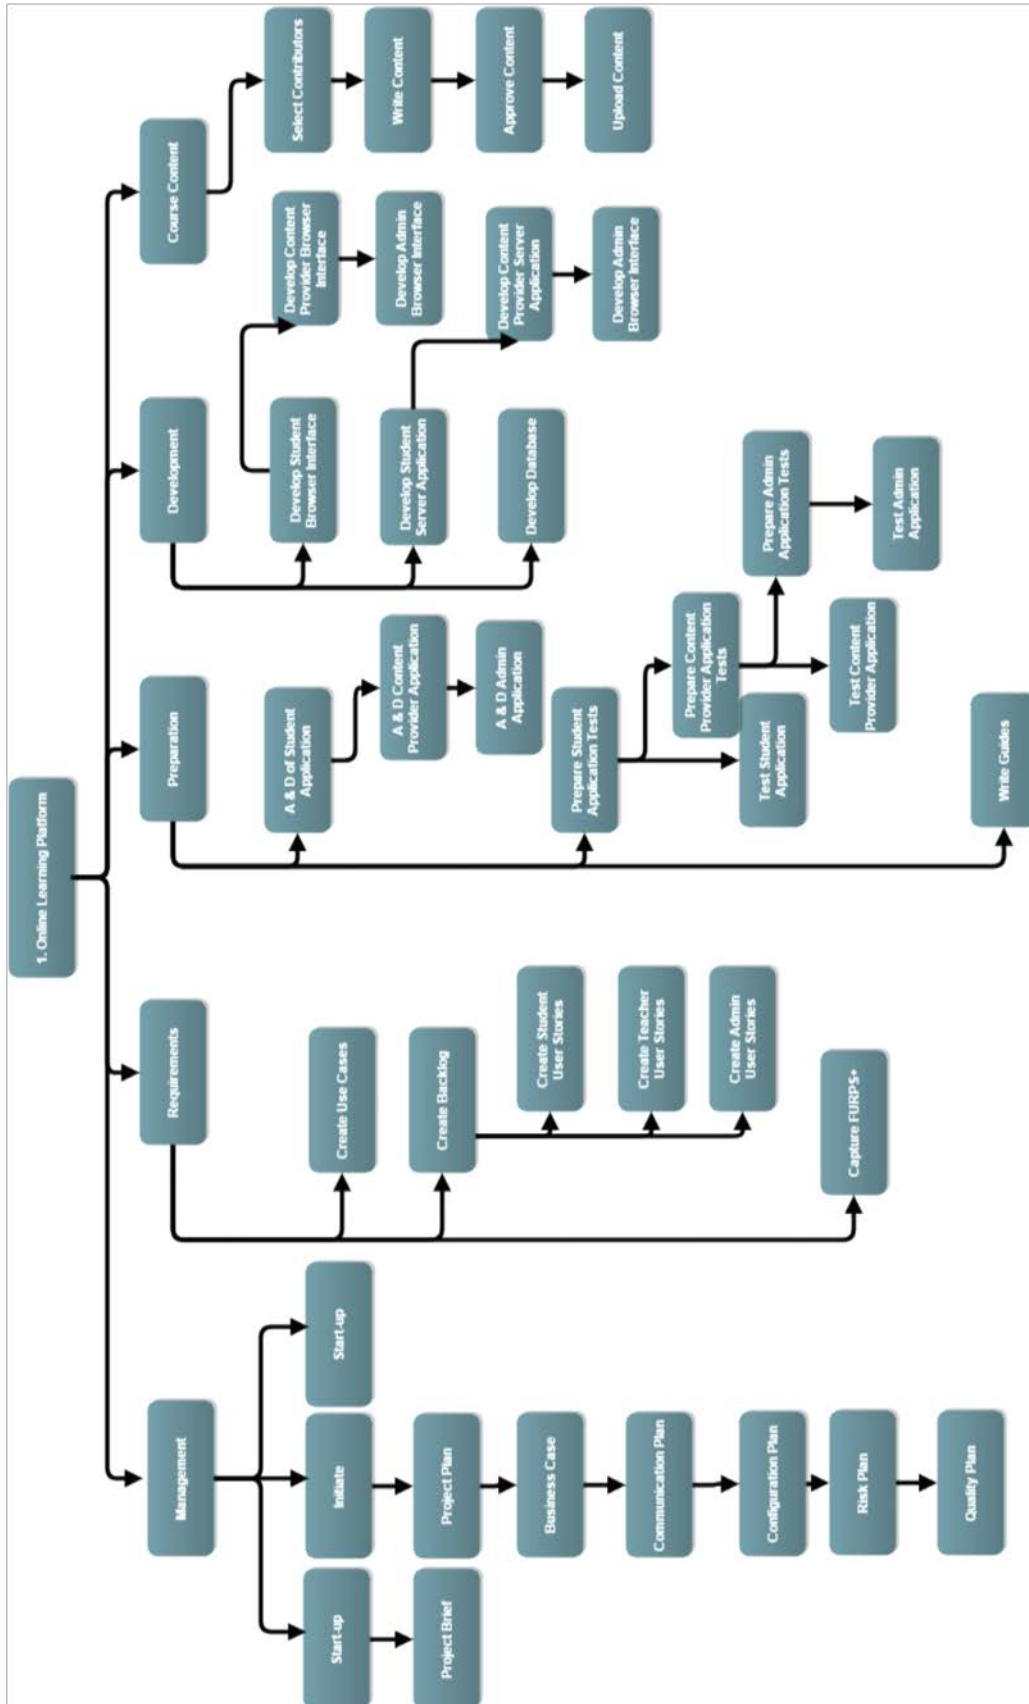 1. Online Learning Platform
Management
Requirements
Preparation
Development
Course Content
Start-up
Initiate
Start-up
Project Brief
Project Plan
Business Case
Communication Plan
Configuration Plan
Risk Plan
Quality Plan
Create Use Cases
Create Backlog
Create Student
User Stories
Create Teacher
User Stories
Create Admin
User Stories
Capture FURPS+
A & D of Student
Application
A & D Content
Provider Application
A & D Admin
Application
Prepare Student
Application Tests
Test Student
Application
Prepare Content
Provider Application
Tests
Test Content
Provider Application
Prepare Admin
Application Tests
Test Admin
Application
Write Guides
Develop Student
Browser Interface
Develop Content
Provider Browser
Interface
Develop Admin
Browser Interface
Develop Student
Server Application
Develop Content
Provider Server
Application
Develop Admin
Browser Interface
Develop Database
Select Contributors
Write Content
Approve Content
Upload Content